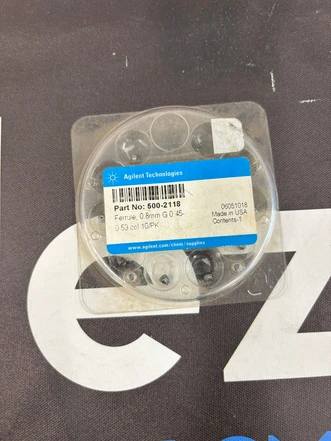 Agilent Technologies
Part No: 500-2118
Ferrule, 0.8mm G 0.45-
0.53 col 10/PK
06051018
Made in USA
Contents-1
www.agilent.com/chem/supplies
ez